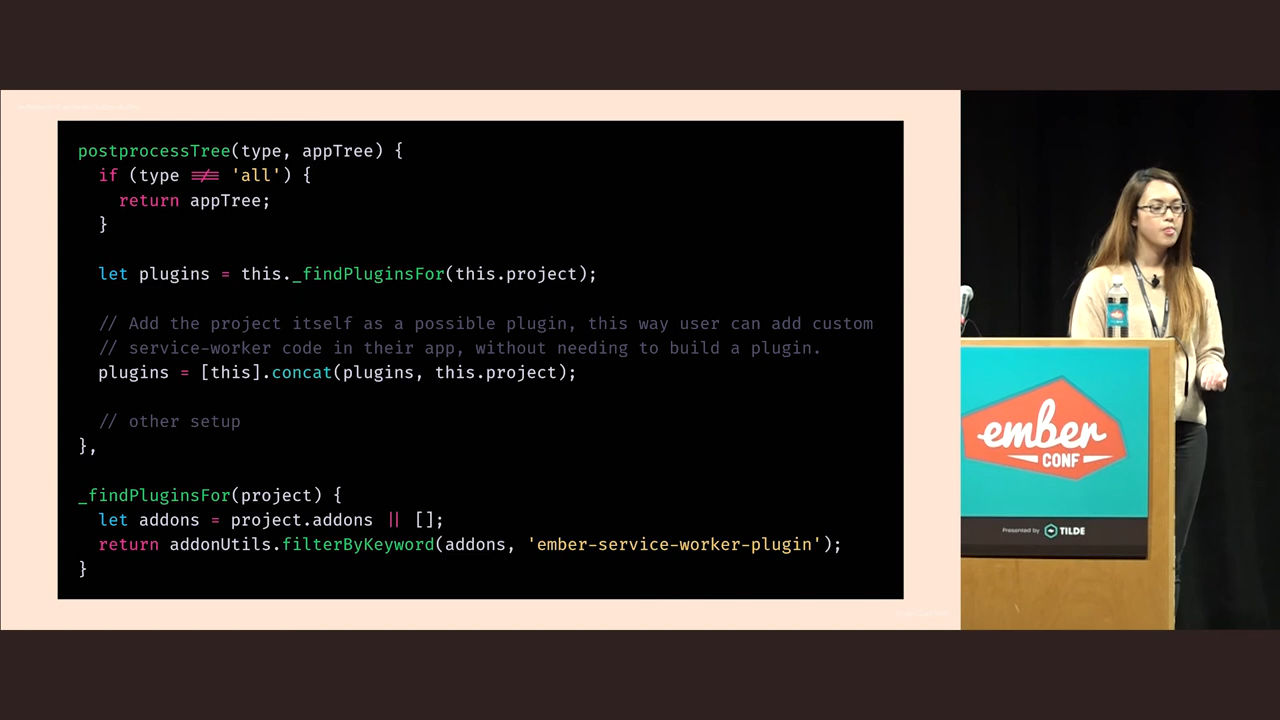 postprocessTree(type, appTree) {
if (type !== 'all') {
return appTree;
}
let plugins = this._findPluginsFor(this.project);
// Add the project itself as a possible plugin, this way user can add custom
// service-worker code in their app, without needing to build a plugin.
plugins = [this].concat(plugins, this.project);
// other setup
},
_findPluginsFor(project) {
let addons = project.addons || [];
return addonUtils.filterByKeyword(addons, 'ember-service-worker-plugin');
}
ember
CONF
Presented by TILDE